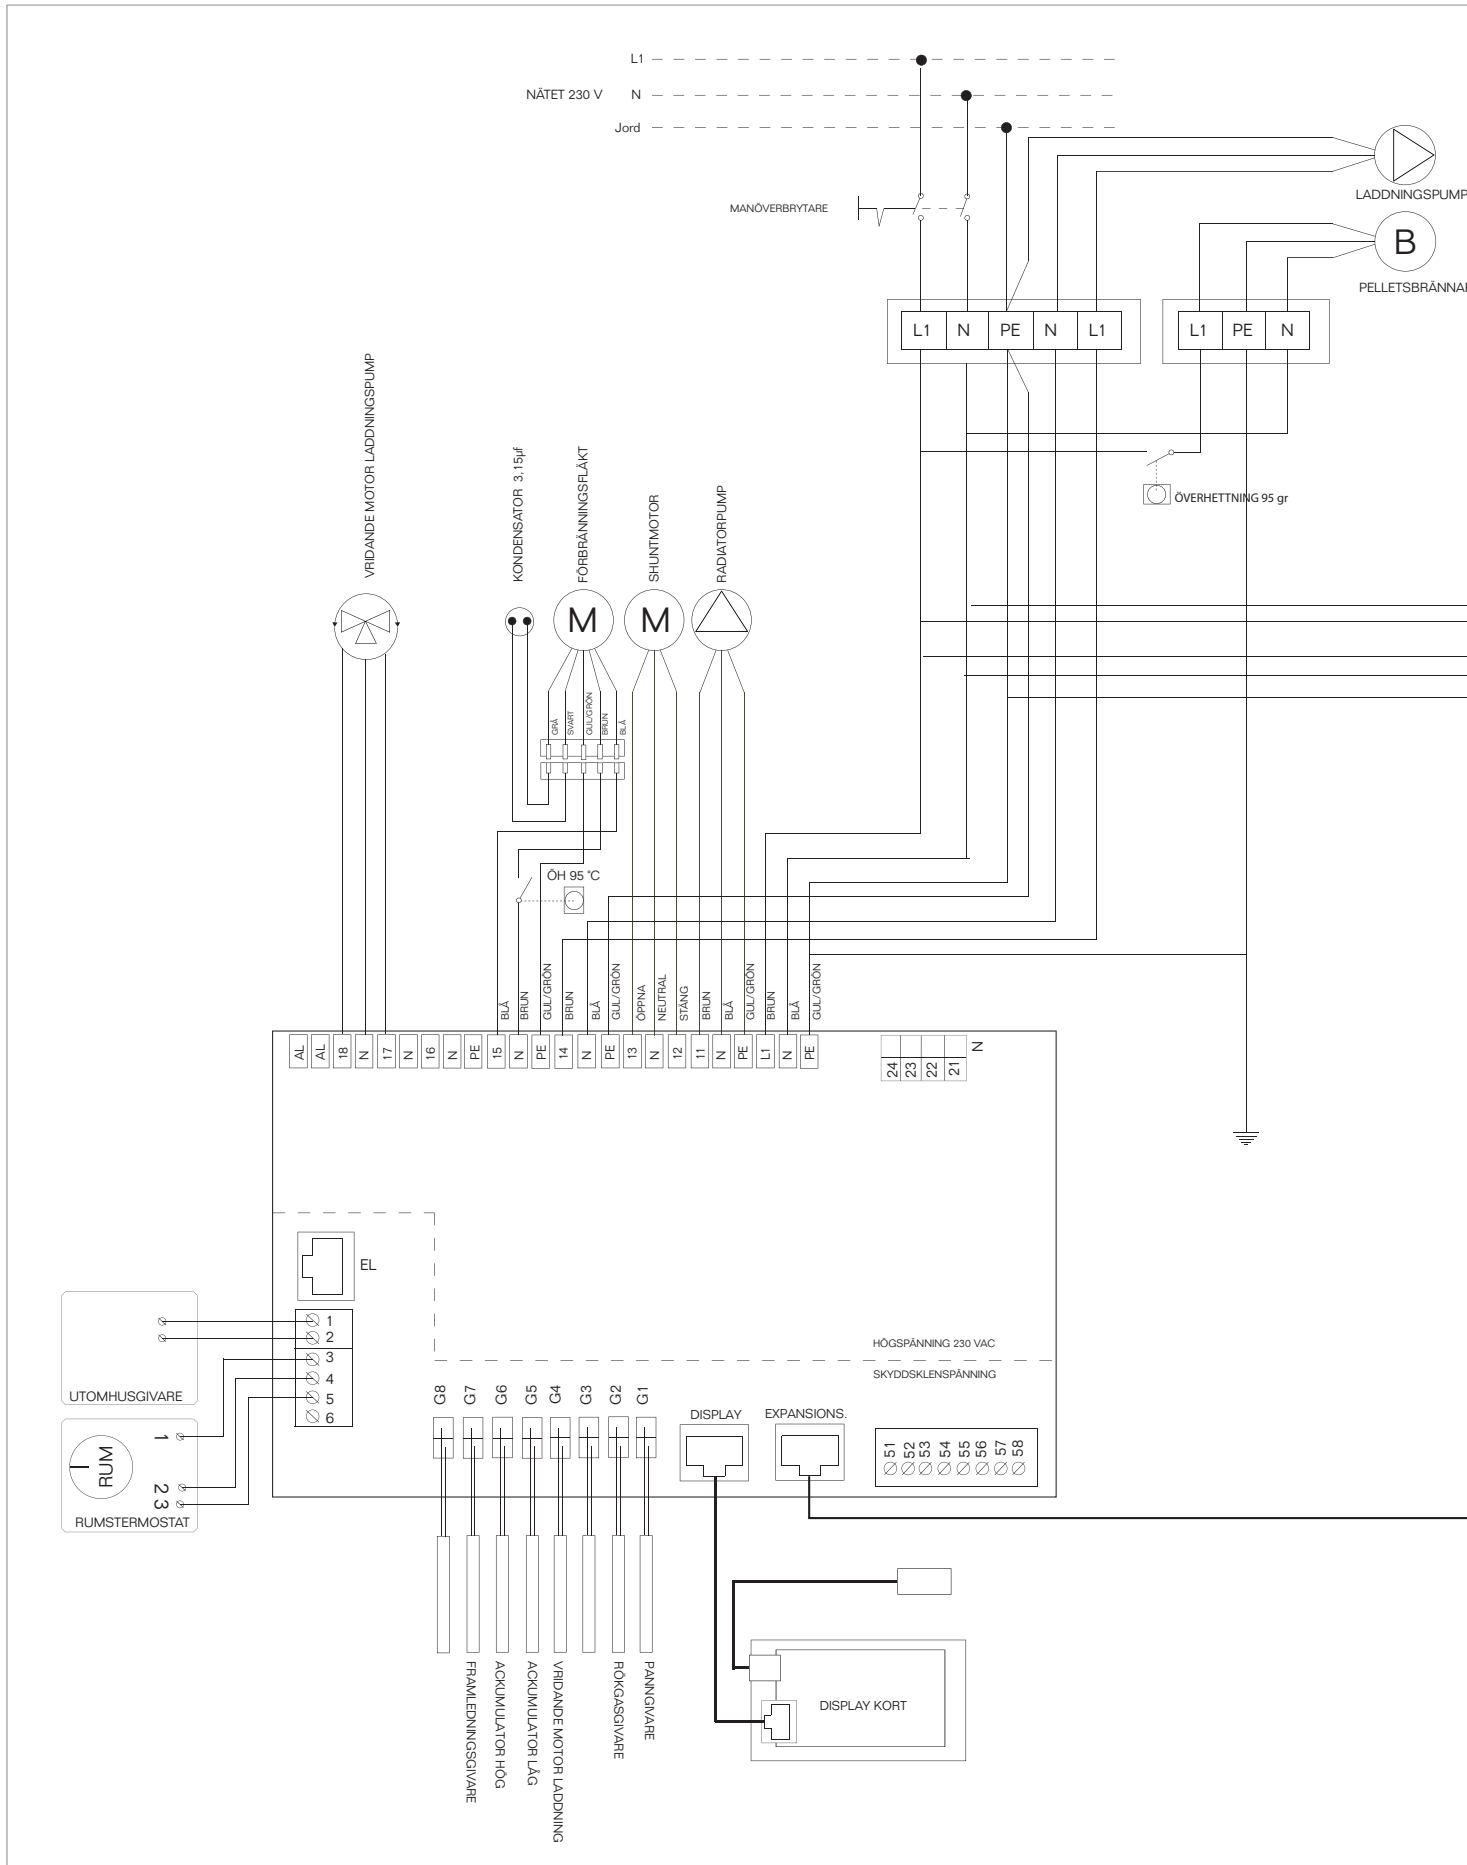 L1
NÄTET 230 V N
Jord
MANÖVERBRYTARE
LADDNINGSPUMP
B
PELLETSBRÄNNA
L1 N PE N L1
L1 PE N
ÖVERHETTNING 95 gr
VRIDANDE MOTOR LADDNINGSPUMP
KONDENSATOR 3,15µf
FÖRBRÄNNINGSFLÄKT
SHUNTMOTOR
RADIATORPUMP
M M
GRÅ
SVART
GUL/GRÖN
BRUN
BLÅ
ÖH 95 °C
BLÅ
BRUN
GUL/GRÖN
BRUN
BLÅ
GUL/GRÖN
ÖPPNA
NEUTRAL
STÄNG
BRUN
BLÅ
GUL/GRÖN
BRUN
BLÅ
GUL/GRÖN
AL AL 18 N 17 N 16 N PE 15 N PE 14 N PE 13 N 12 11 N PE L1 N PE
24 23 22 21 N
EL
1
2
3
4
5
6
UTOMHUSGIVARE
RUM
1
2
3
RUMSTERMOSTAT
HÖGSPÄNNING 230 VAC
SKYDDSKLENSPÄNNING
G8 G7 G6 G5 G4 G3 G2 G1
DISPLAY
EXPANSIONS.
51 52 53 54 55 56 57 58
FRAMLEDNINGSGIVARE
ACKUMULATOR HÖG
ACKUMULATOR LÅG
VRIDANDE MOTOR LADDNING
RÖKGASGIVARE
PANNGIVARE
DISPLAY KORT